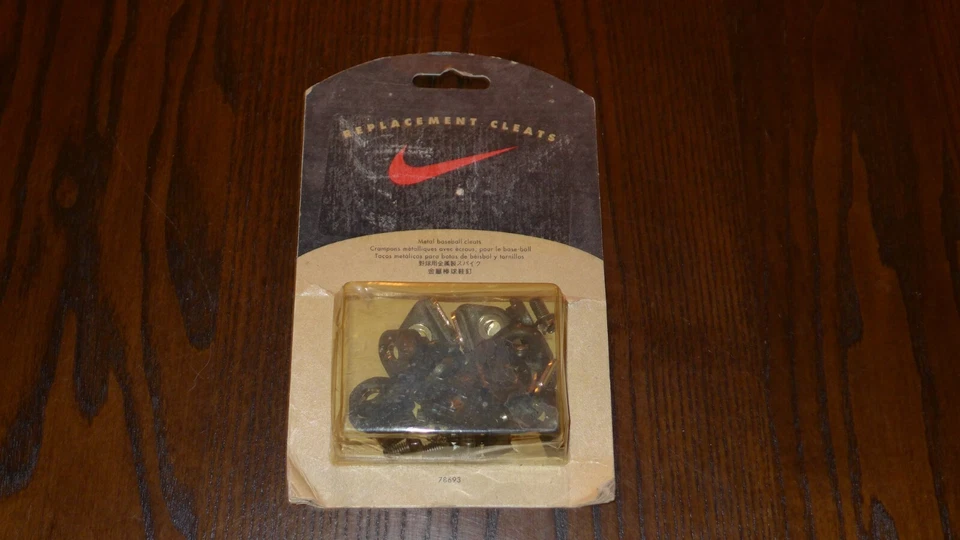 REPLACEMENT CLEATS
Metal baseball cleats
Crampons métalliques avec écrous, pour le base-ball
Tacos metálicos para botas de béisbol y tornillos
野球用金属製スパイク
金屬棒球鞋釘
75693